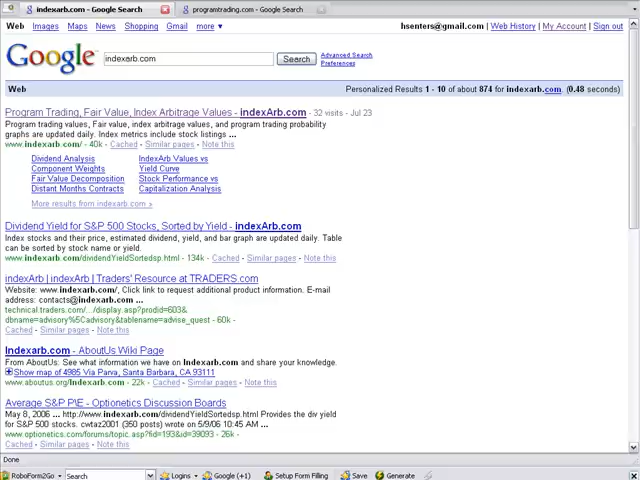 indexarb.com - Google Search
programtrading.com - Google Search
Web Images Maps News Shopping Gmail more ▼
hsenters@gmail.com | Web History | My Account | Sign out
Google indexarb.com Search Advanced Search
Preferences
Web Personalized Results 1 - 10 of about 874 for indexarb.com. (0.48 seconds)
Program Trading, Fair Value, Index Arbitrage Values - indexArb.com - 32 visits - Jul 23
Program trading values, Fair value, index arbitrage values, and program trading probability
graphs are updated daily. Index metrics include stock listings ...
www.indexarb.com/ - 40k - Cached - Similar pages - Note this
Dividend Analysis IndexArb Values vs
Component Weights Yield Curve
Fair Value Decomposition Stock Performance vs
Distant Months Contracts Capitalization Analysis
More results from indexarb.com »
Dividend Yield for S&P 500 Stocks, Sorted by Yield - indexArb.com
Index stocks and their price, estimated dividend, yield, and bar graph are updated daily. Table
can be sorted by stock name or yield.
www.indexarb.com/dividendYieldSortedsp.html - 134k - Cached - Similar pages - Note this
indexArb | indexArb | Traders' Resource at TRADERS.com
Website: www.indexarb.com/, Click link to request additional product information. E-mail
address: contacts@indexarb.com ...
technical.traders.com/.../display.asp?prodid=603&
dbname=advisory%5Cadvisory&tablename=advise_quest - 60k -
Cached - Similar pages - Note this
Indexarb.com - AboutUs Wiki Page
From AboutUs: See what information we have on Indexarb.com and share your knowledge.
Show map of 4985 Via Parva, Santa Barbara, CA 93111
www.aboutus.org/Indexarb.com - 22k - Cached - Similar pages - Note this
Average S&P P\E - Optionetics Discussion Boards
May 8, 2006 ... http://www.indexarb.com/dividendYieldSortedsp.html Provides the div yield
for S&P 500 stocks. cwtaz2001 (350 posts) wrote on 5/9/06 10:45 AM ...
www.optionetics.com/forums/topic.asp?fid=193&id=39093 - 26k -
Cached - Similar pages - Note this
Done
RoboForm2Go Search Logins Google (+1) Setup Form Filling Save Generate